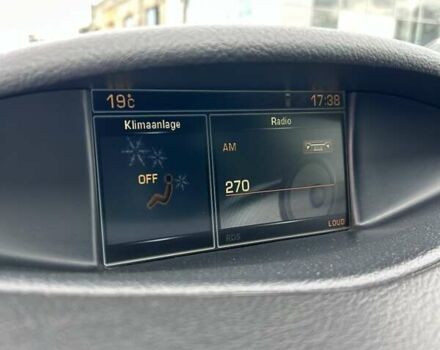 19°C 17:38
Klimaanlage
OFF
Radio
AM
270
RDS LOUD